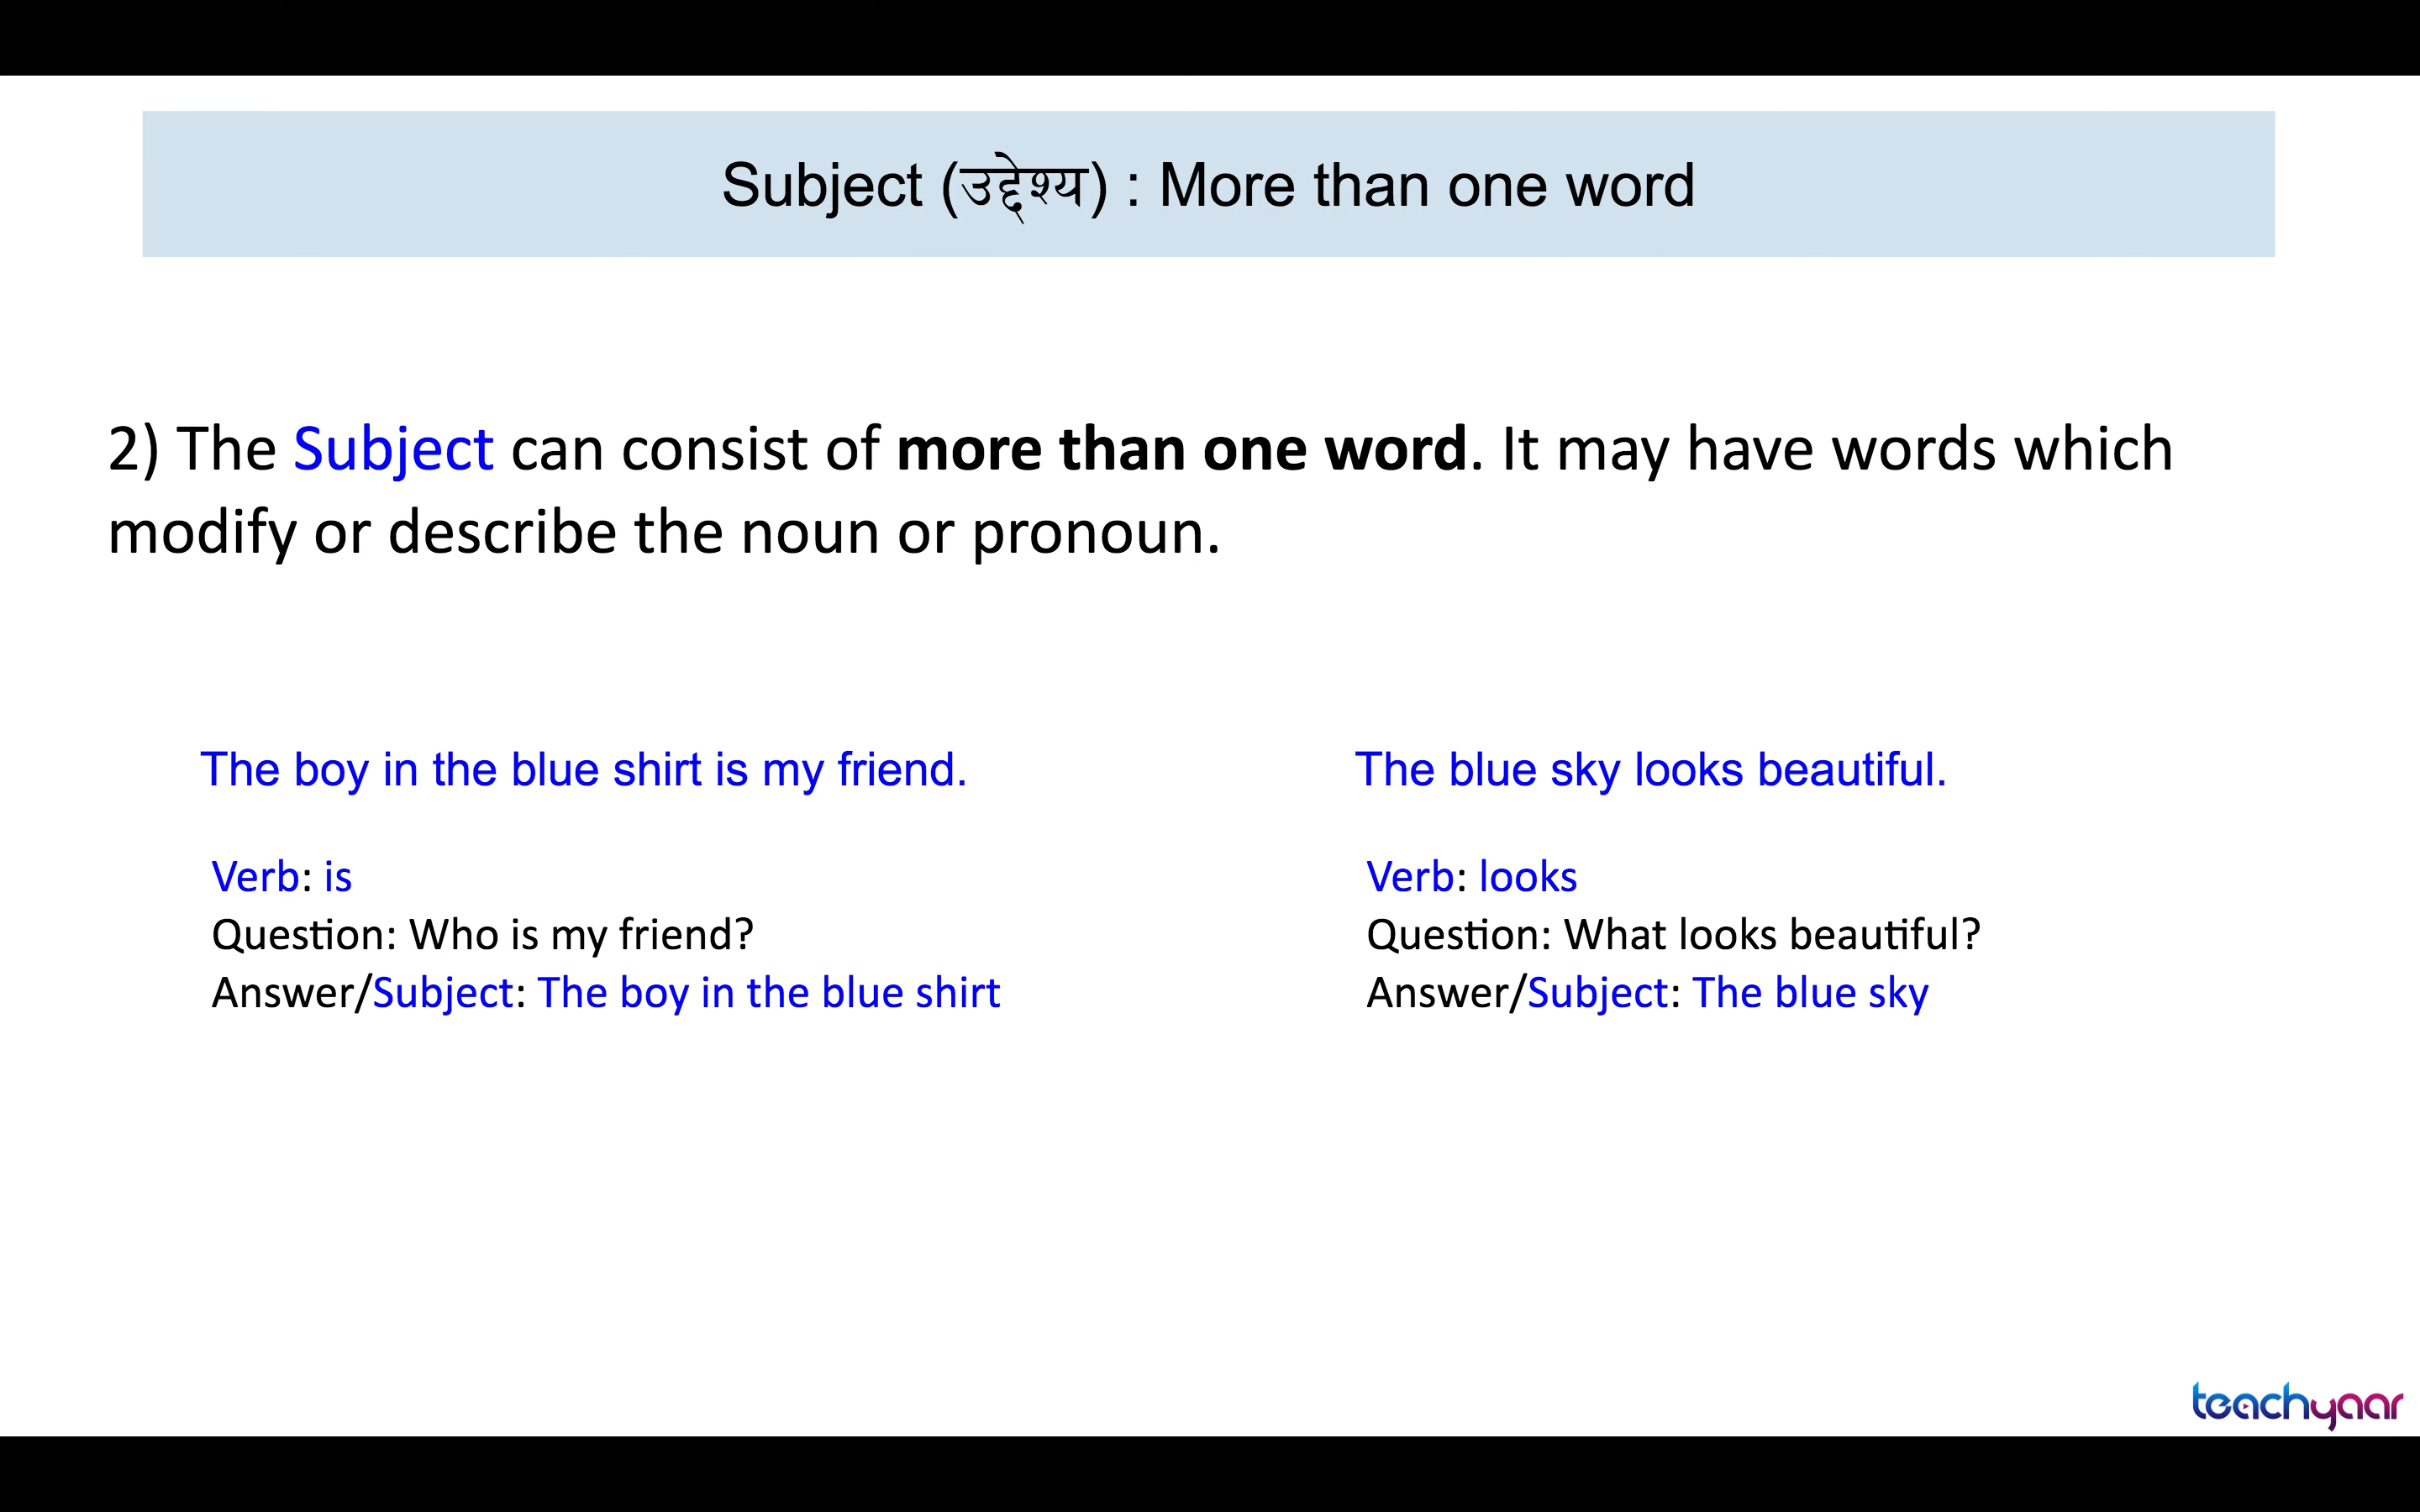 Subject (उद्देश्य) : More than one word
2) The Subject can consist of more than one word. It may have words which
modify or describe the noun or pronoun.
The boy in the blue shirt is my friend.
Verb: is
Question: Who is my friend?
Answer/Subject: The boy in the blue shirt
The blue sky looks beautiful.
Verb: looks
Question: What looks beautiful?
Answer/Subject: The blue sky
teachyaar